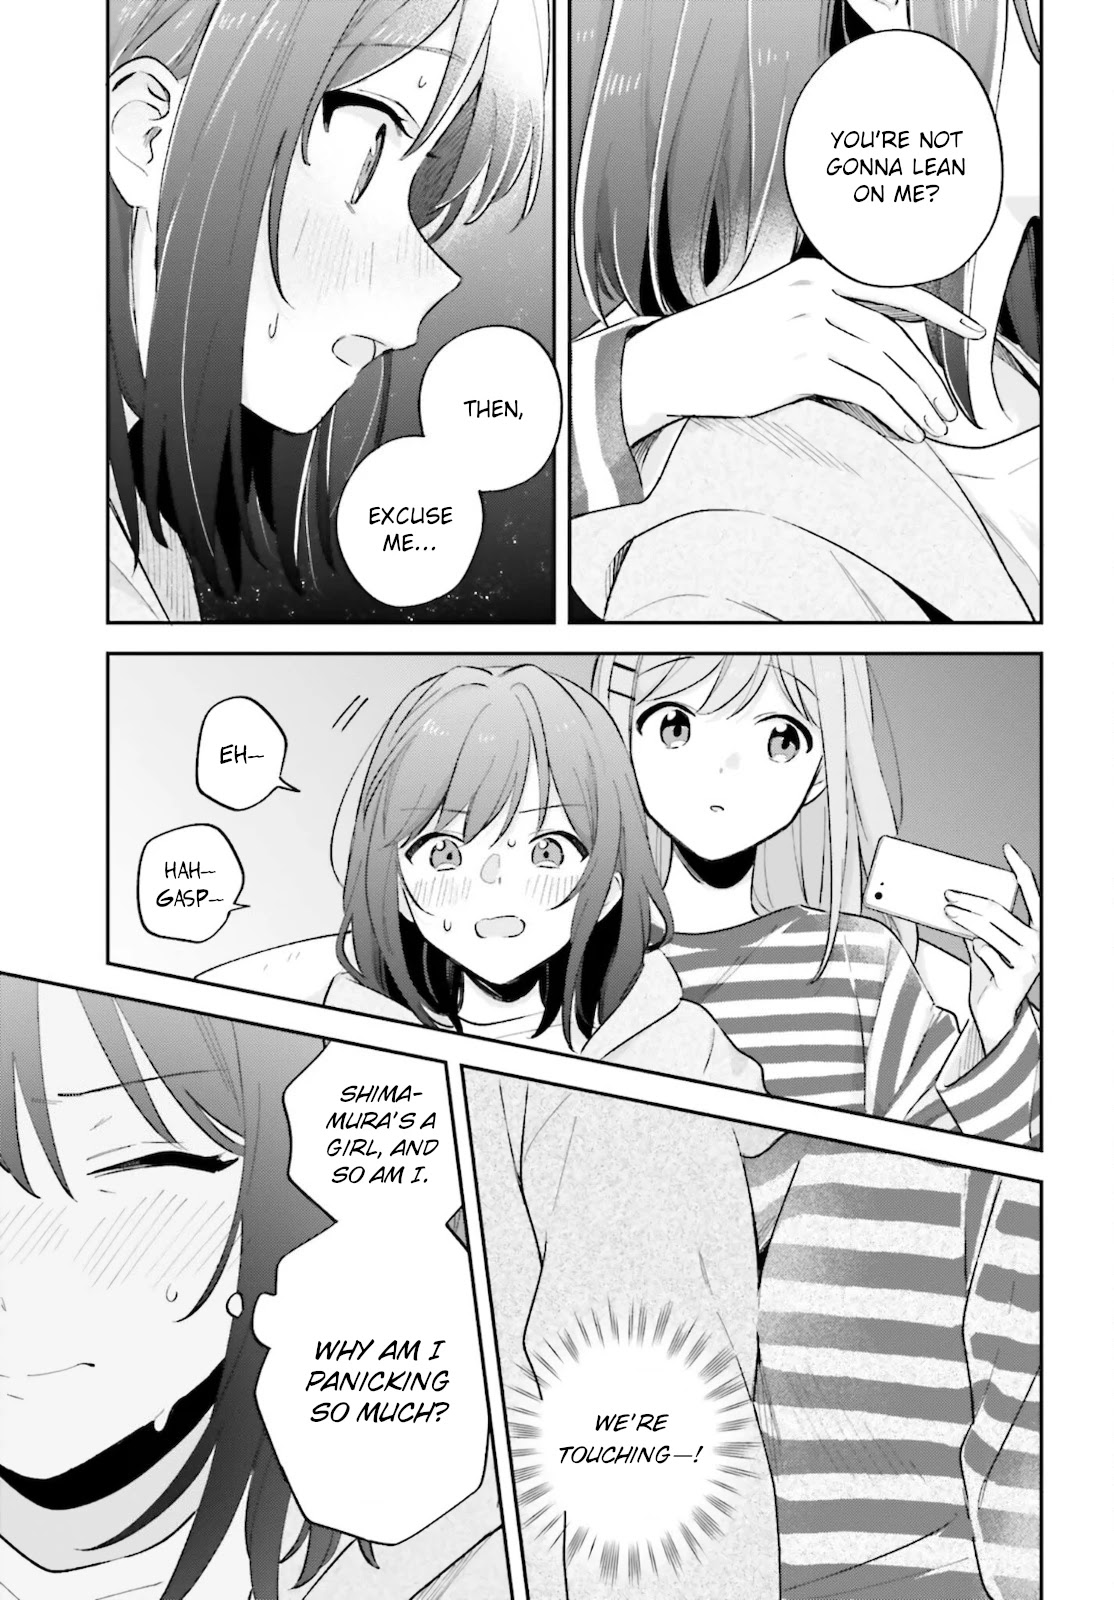 YOU'RE NOT
GONNA LEAN
ON ME?
THEN,
EXCUSE
ME...
EH—
HAH—
GASP—
WE'RE
TOUCHING—!
SHIMA-
MURA'S A
GIRL, AND
SO AM I.
WHY AM I
PANICKING
SO MUCH?